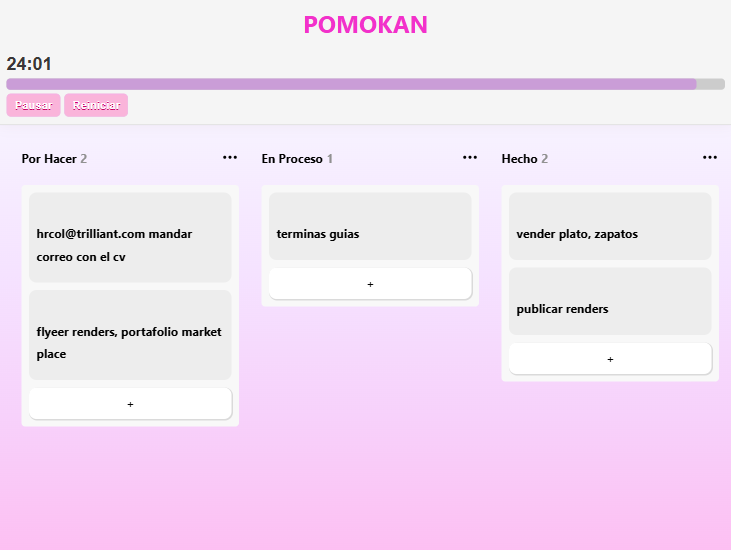 POMOKAN
24:01
Pausar Reiniciar
Por Hacer 2 •••
hrcol@trilliant.com mandar
correo con el cv
flyeer renders, portafolio market
place
+
En Proceso 1 •••
terminas guias
+
Hecho 2 •••
vender plato, zapatos
publicar renders
+